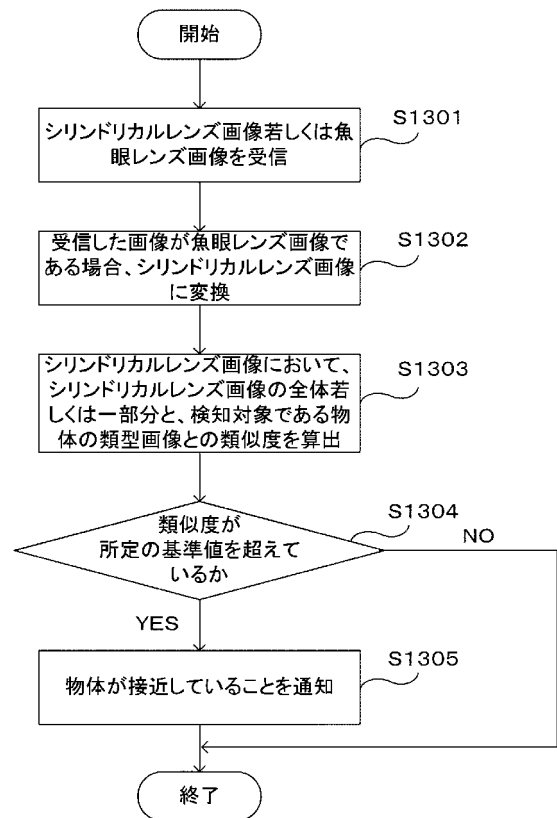 開始
シリンドリカルレンズ画像若しくは魚
眼レンズ画像を受信
S1301
受信した画像が魚眼レンズ画像で
ある場合、シリンドリカルレンズ画像
に変換
S1302
シリンドリカルレンズ画像において、
シリンドリカルレンズ画像の全体若
しくは一部分と、検知対象である物
体の類型画像との類似度を算出
S1303
類似度が
所定の基準値を超えて
いるか
S1304
NO
YES
物体が接近していることを通知
S1305
終了